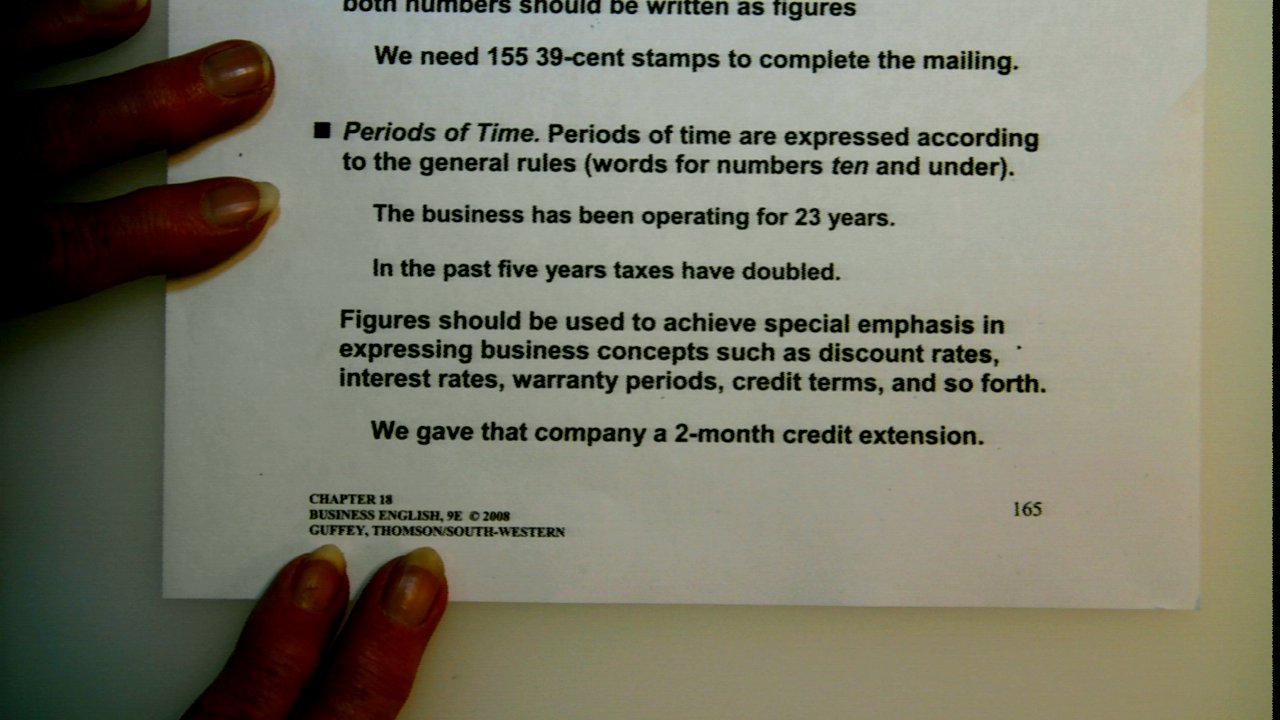 both numbers should be written as figures
We need 155 39-cent stamps to complete the mailing.
■ Periods of Time. Periods of time are expressed according
to the general rules (words for numbers ten and under).
The business has been operating for 23 years.
In the past five years taxes have doubled.
Figures should be used to achieve special emphasis in
expressing business concepts such as discount rates,
interest rates, warranty periods, credit terms, and so forth.
We gave that company a 2-month credit extension.
CHAPTER 18
BUSINESS ENGLISH, 9E © 2008
GUFFEY, THOMSON/SOUTH-WESTERN
165